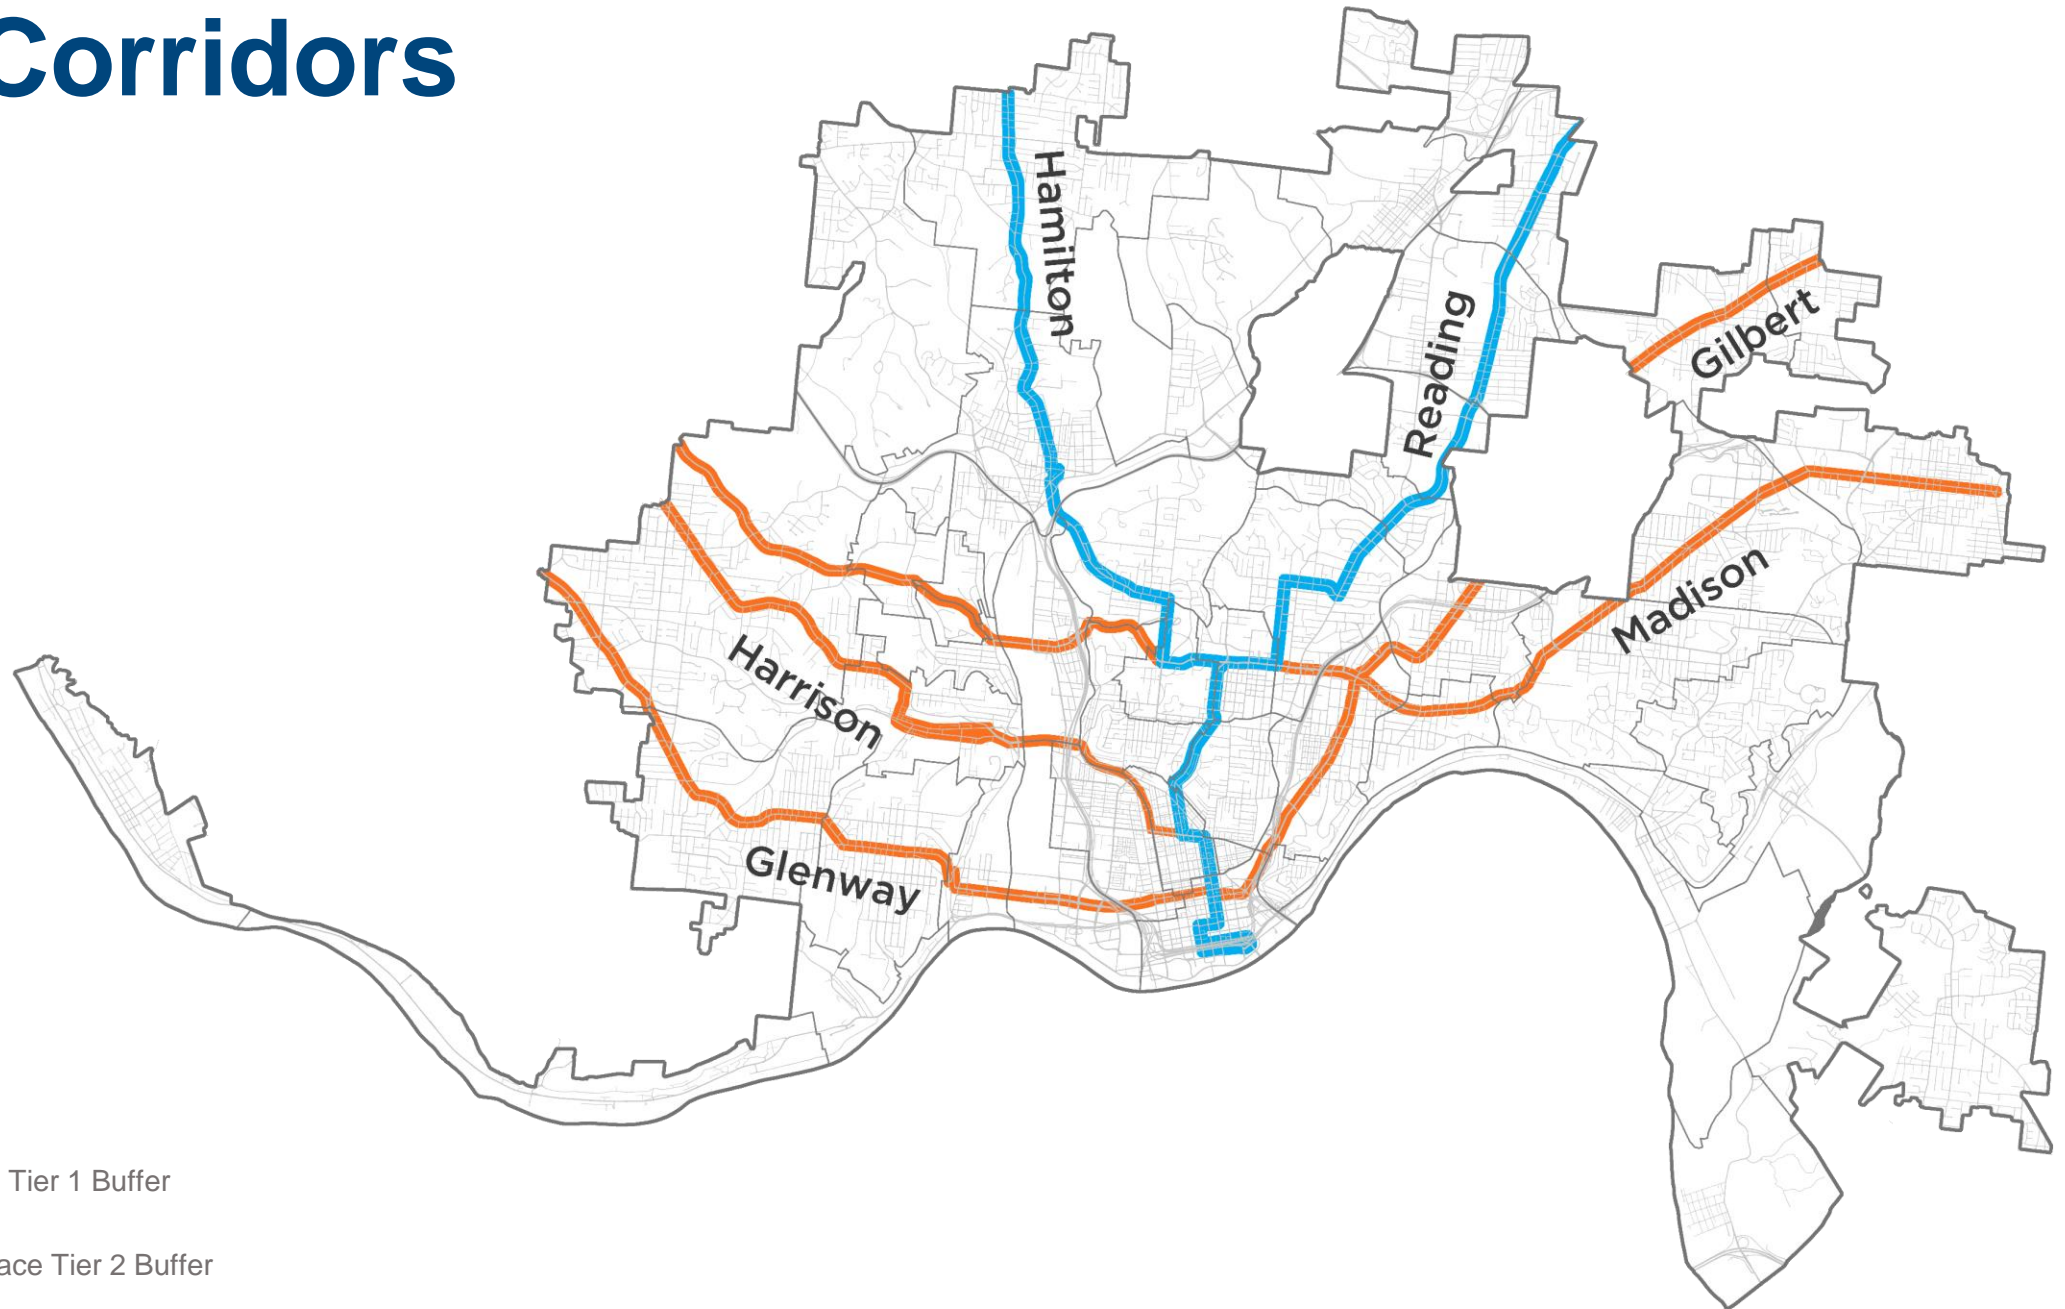 Corridors
Hamilton
Reading
Gilbert
Madison
Harrison
Glenway
Tier 1 Buffer
ace Tier 2 Buffer